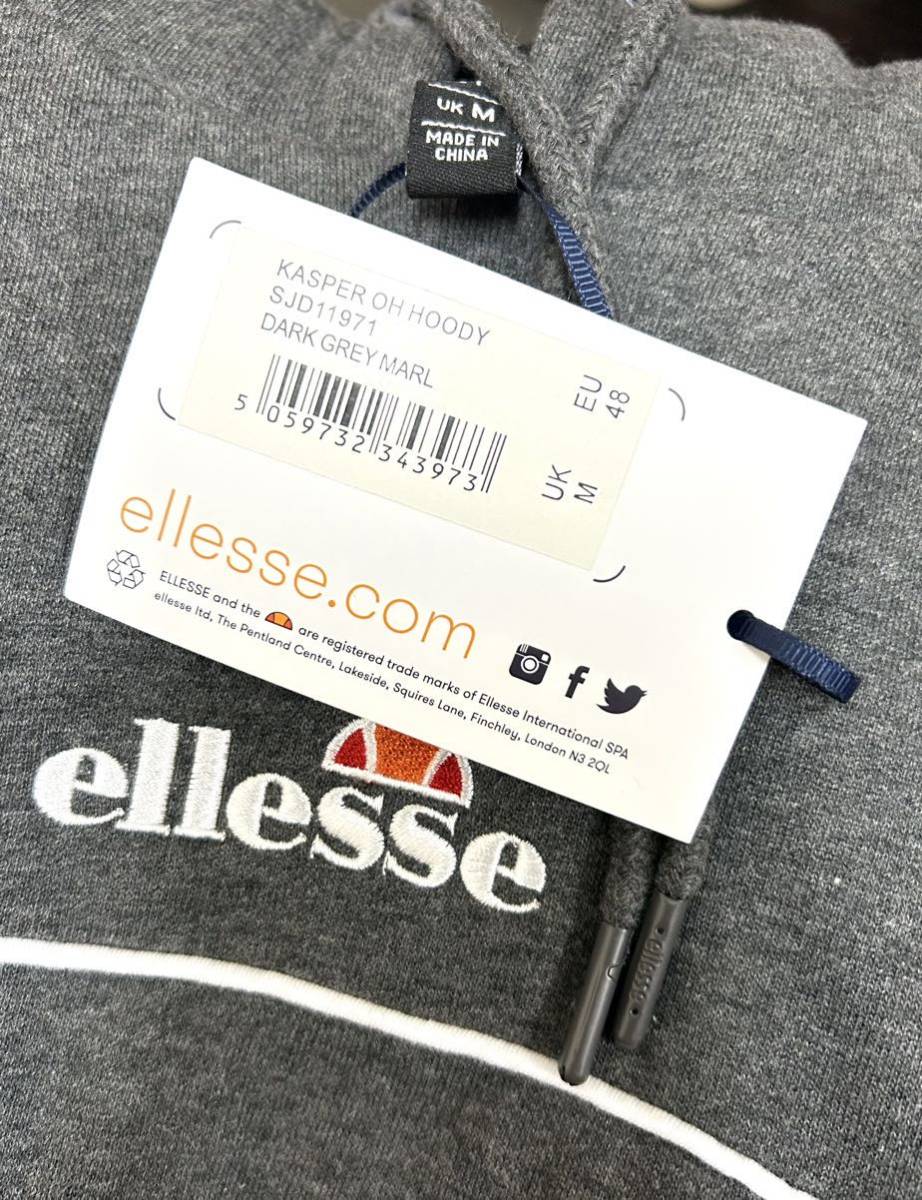 UK M
MADE IN
CHINA
KASPER OH HOODY
SJD11971
DARK GREY MARL
5 059732 343973
EU
48
UK
M
ellesse.com
ELLESSE and the are registered trade marks of Ellesse International SPA
ellesse ltd, The Pentland Centre, Lakeside, Squires Lane, Finchley, London N3 2QL
ellesse
ellesse